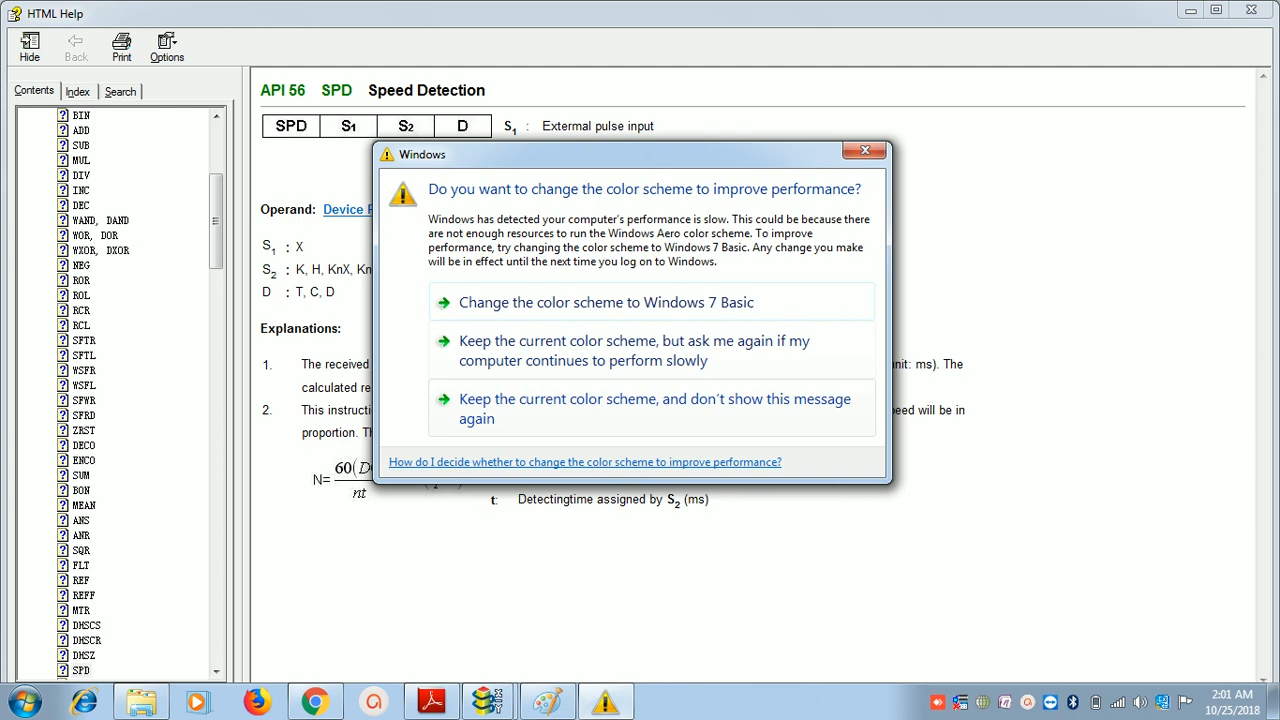 HTML Help
Hide
Back
Print
Options
Contents
Index
Search
BIN
ADD
SUB
MUL
DIV
INC
DEC
WAND, DAND
WOR, DOR
WXOR, DXOR
NEG
ROR
ROL
RCR
RCL
SFTR
SFTL
WSFR
WSFL
SFWR
SFRD
ZRST
DECO
ENCO
SUM
BON
MEAN
ANS
ANR
SQR
FLT
REF
REFF
MTR
DHSCS
DHSCR
DHSZ
SPD
API 56 SPD Speed Detection
SPD S1 S2 D S1 : Extermal pulse input
Operand: Device
S1 : X
S2 : K, H, KnX,
D : T, C, D
Explanations:
1. The received nit: ms). The
calculated
2. This eed will be in
proportion.
N= 60(D
nt
t: Detectingtime assigned by S2 (ms)
Windows
Do you want to change the color scheme to improve performance?
Windows has detected your computer's performance is slow. This could be because there
are not enough resources to run the Windows Aero color scheme. To improve
performance, try changing the color scheme to Windows 7 Basic. Any change you make
will be in effect until the next time you log on to Windows.
Change the color scheme to Windows 7 Basic
Keep the current color scheme, but ask me again if my
computer continues to perform slowly
Keep the current color scheme, and don't show this message
again
How do I decide whether to change the color scheme to improve performance?
2:01 AM
10/25/2018